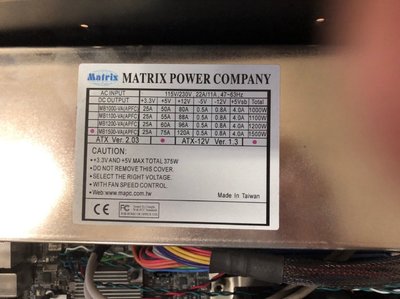 Matrix MATRIX POWER COMPANY
AC INPUT 115V/230V, 22A/11A, 47-63Hz
DC OUTPUT +3.3V +5V +12V -5V -12V +5Vsb Total
MB1000-VA(APFC) 25A 50A 80A 0.5A 0.8A 4.0A 1000W
MB1100-VA(APFC) 25A 55A 88A 0.5A 0.8A 4.0A 1100W
MB1200-VA(APFC) 25A 60A 96A 0.5A 0.8A 4.0A 1200W
MB1500-VA(APFC) 25A 75A 120A 0.5A 0.8A 4.0A 1500W
ATX Ver. 2.03 ATX-12V Ver. 1.3
CAUTION:
• +3.3V AND +5V MAX TOTAL 375W
• DO NOT REMOVE THIS COVER.
• SELECT THE RIGHT VOLTAGE.
• WITH FAN SPEED CONTROL.
• Web:www.mapc.com.tw
Made In Taiwan
CE FC